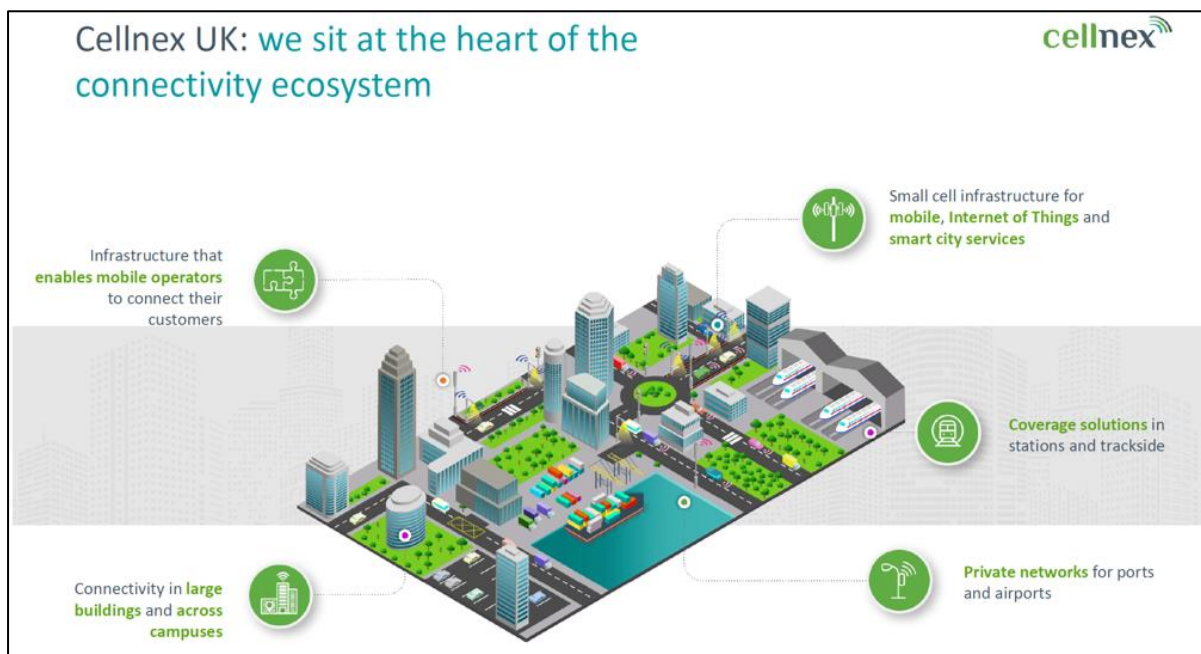 Cellnex UK: we sit at the heart of the
connectivity ecosystem
cellnex
Small cell infrastructure for
mobile, Internet of Things and
smart city services
Infrastructure that
enables mobile operators
to connect their
customers
Coverage solutions in
stations and trackside
Connectivity in large
buildings and across
campuses
Private networks for ports
and airports